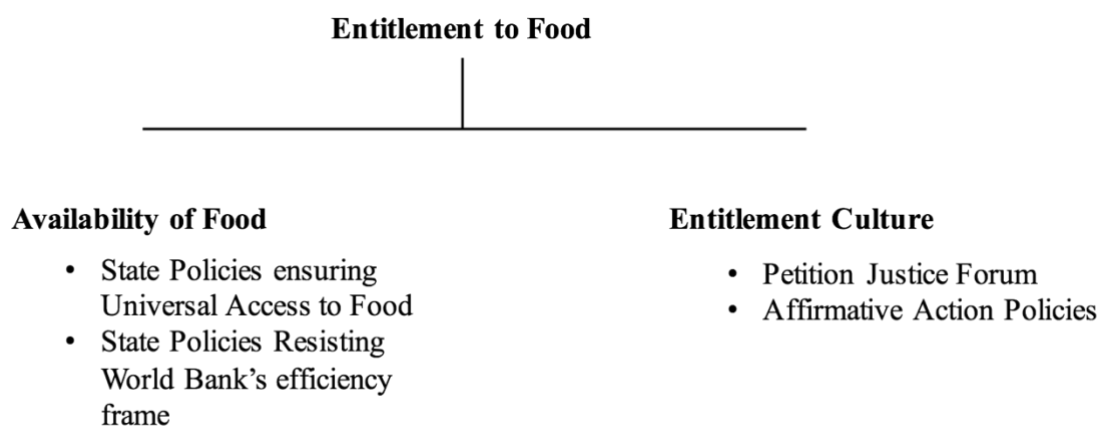 Entitlement to Food
Availability of Food
• State Policies ensuring
Universal Access to Food
• State Policies Resisting
World Bank’s efficiency
frame
Entitlement Culture
• Petition Justice Forum
• Affirmative Action Policies